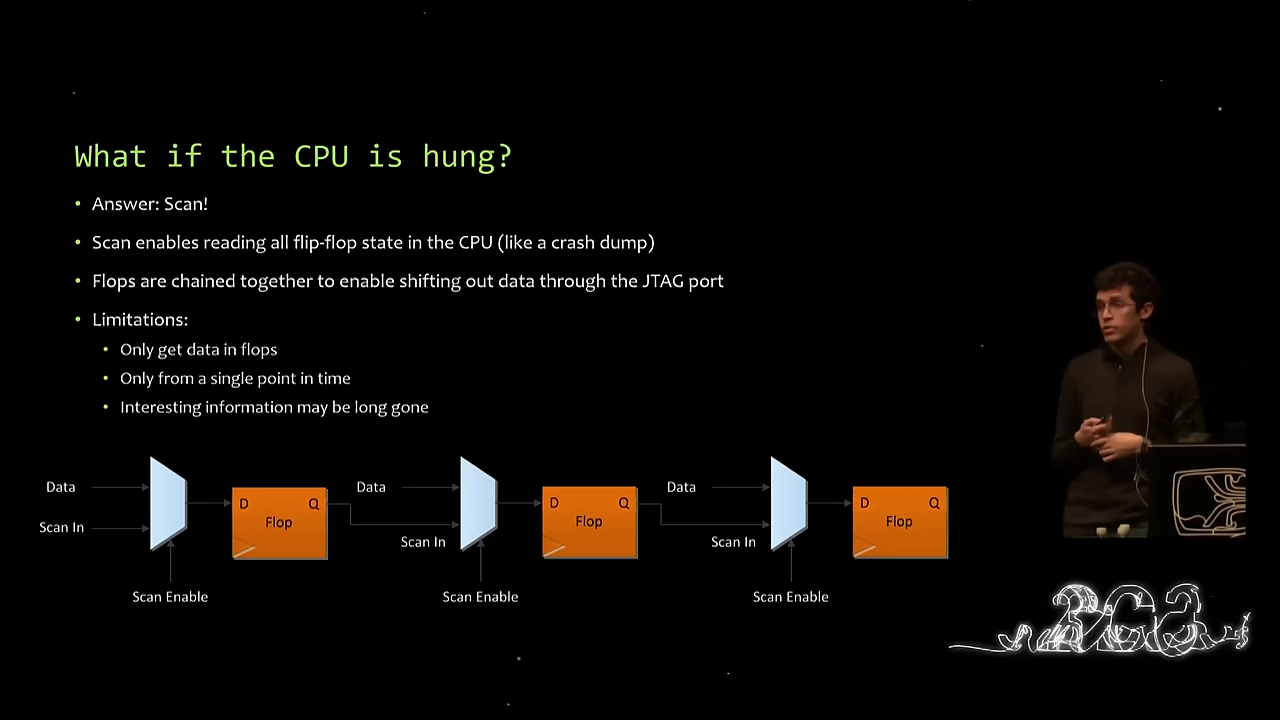 What if the CPU is hung?
Answer: Scan!
Scan enables reading all flip-flop state in the CPU (like a crash dump)
Flops are chained together to enable shifting out data through the JTAG port
Limitations:
Only get data in flops
Only from a single point in time
Interesting information may be long gone
Data
Scan In
Scan Enable
D
Q
Flop
Data
Scan In
Scan Enable
D
Q
Flop
Data
Scan In
Scan Enable
D
Q
Flop